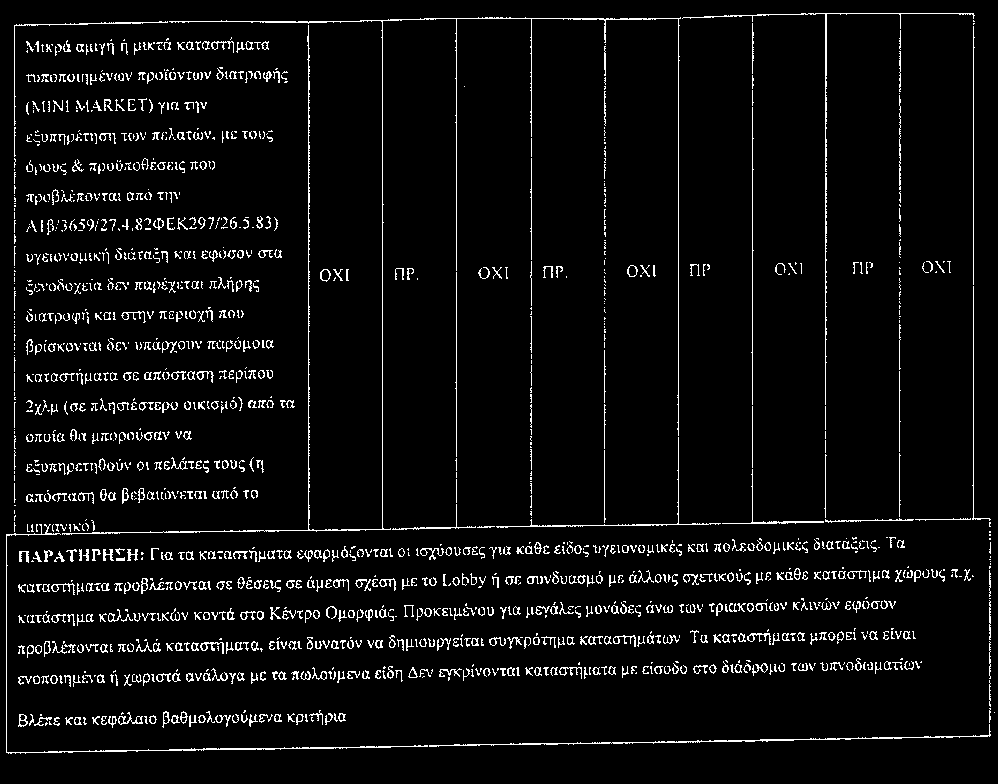 Μικρά αμιγή ή μικτά καταστήματα
τυποποιημένων προϊόντων διατροφής
(MINI MARKET) για την
εξυπηρέτηση των πελατών, με τους
όρους & προϋποθέσεις που
προβλέπονται από την
Α1β/3659/27.4.82ΦΕΚ297/26.5.83)
υγειονομική διάταξη και εφόσον στα
ξενοδοχεία δεν παρέχεται πλήρης
διατροφή και στην περιοχή που
βρίσκονται δεν υπάρχουν παρόμοια
καταστήματα σε απόσταση περίπου
2χλμ (σε πλησιέστερο οικισμό) από τα
οποία θα μπορούσαν να
εξυπηρετηθούν οι πελάτες τους (η
απόσταση θα βεβαιώνεται από το
μηχανικό)
ΟΧΙ ΠΡ. ΟΧΙ ΠΡ. ΟΧΙ ΠΡ ΟΧΙ ΠΡ ΟΧΙ
ΠΑΡΑΤΗΡΗΣΗ: Για τα καταστήματα εφαρμόζονται οι ισχύουσες για κάθε είδος υγειονομικές και πολεοδομικές διατάξεις. Τα
καταστήματα προβλέπονται σε θέσεις σε άμεση σχέση με το Lobby ή σε συνδυασμό με άλλους σχετικούς με κάθε κατάστημα χώρους π.χ.
κατάστημα καλλυντικών κοντά στο Κέντρο Ομορφιάς. Προκειμένου για μεγάλες μονάδες άνω των τριακοσίων κλινών εφόσον
προβλέπονται πολλά καταστήματα, είναι δυνατόν να δημιουργείται συγκρότημα καταστημάτων Τα καταστήματα μπορεί να είναι
ενοποιημένα ή χωριστά ανάλογα με τα πωλούμενα είδη Δεν εγκρίνονται καταστήματα με είσοδο στο διάδρομο των υπνοδωματίων
Βλέπε και κεφάλαιο βαθμολογούμενα κριτήρια